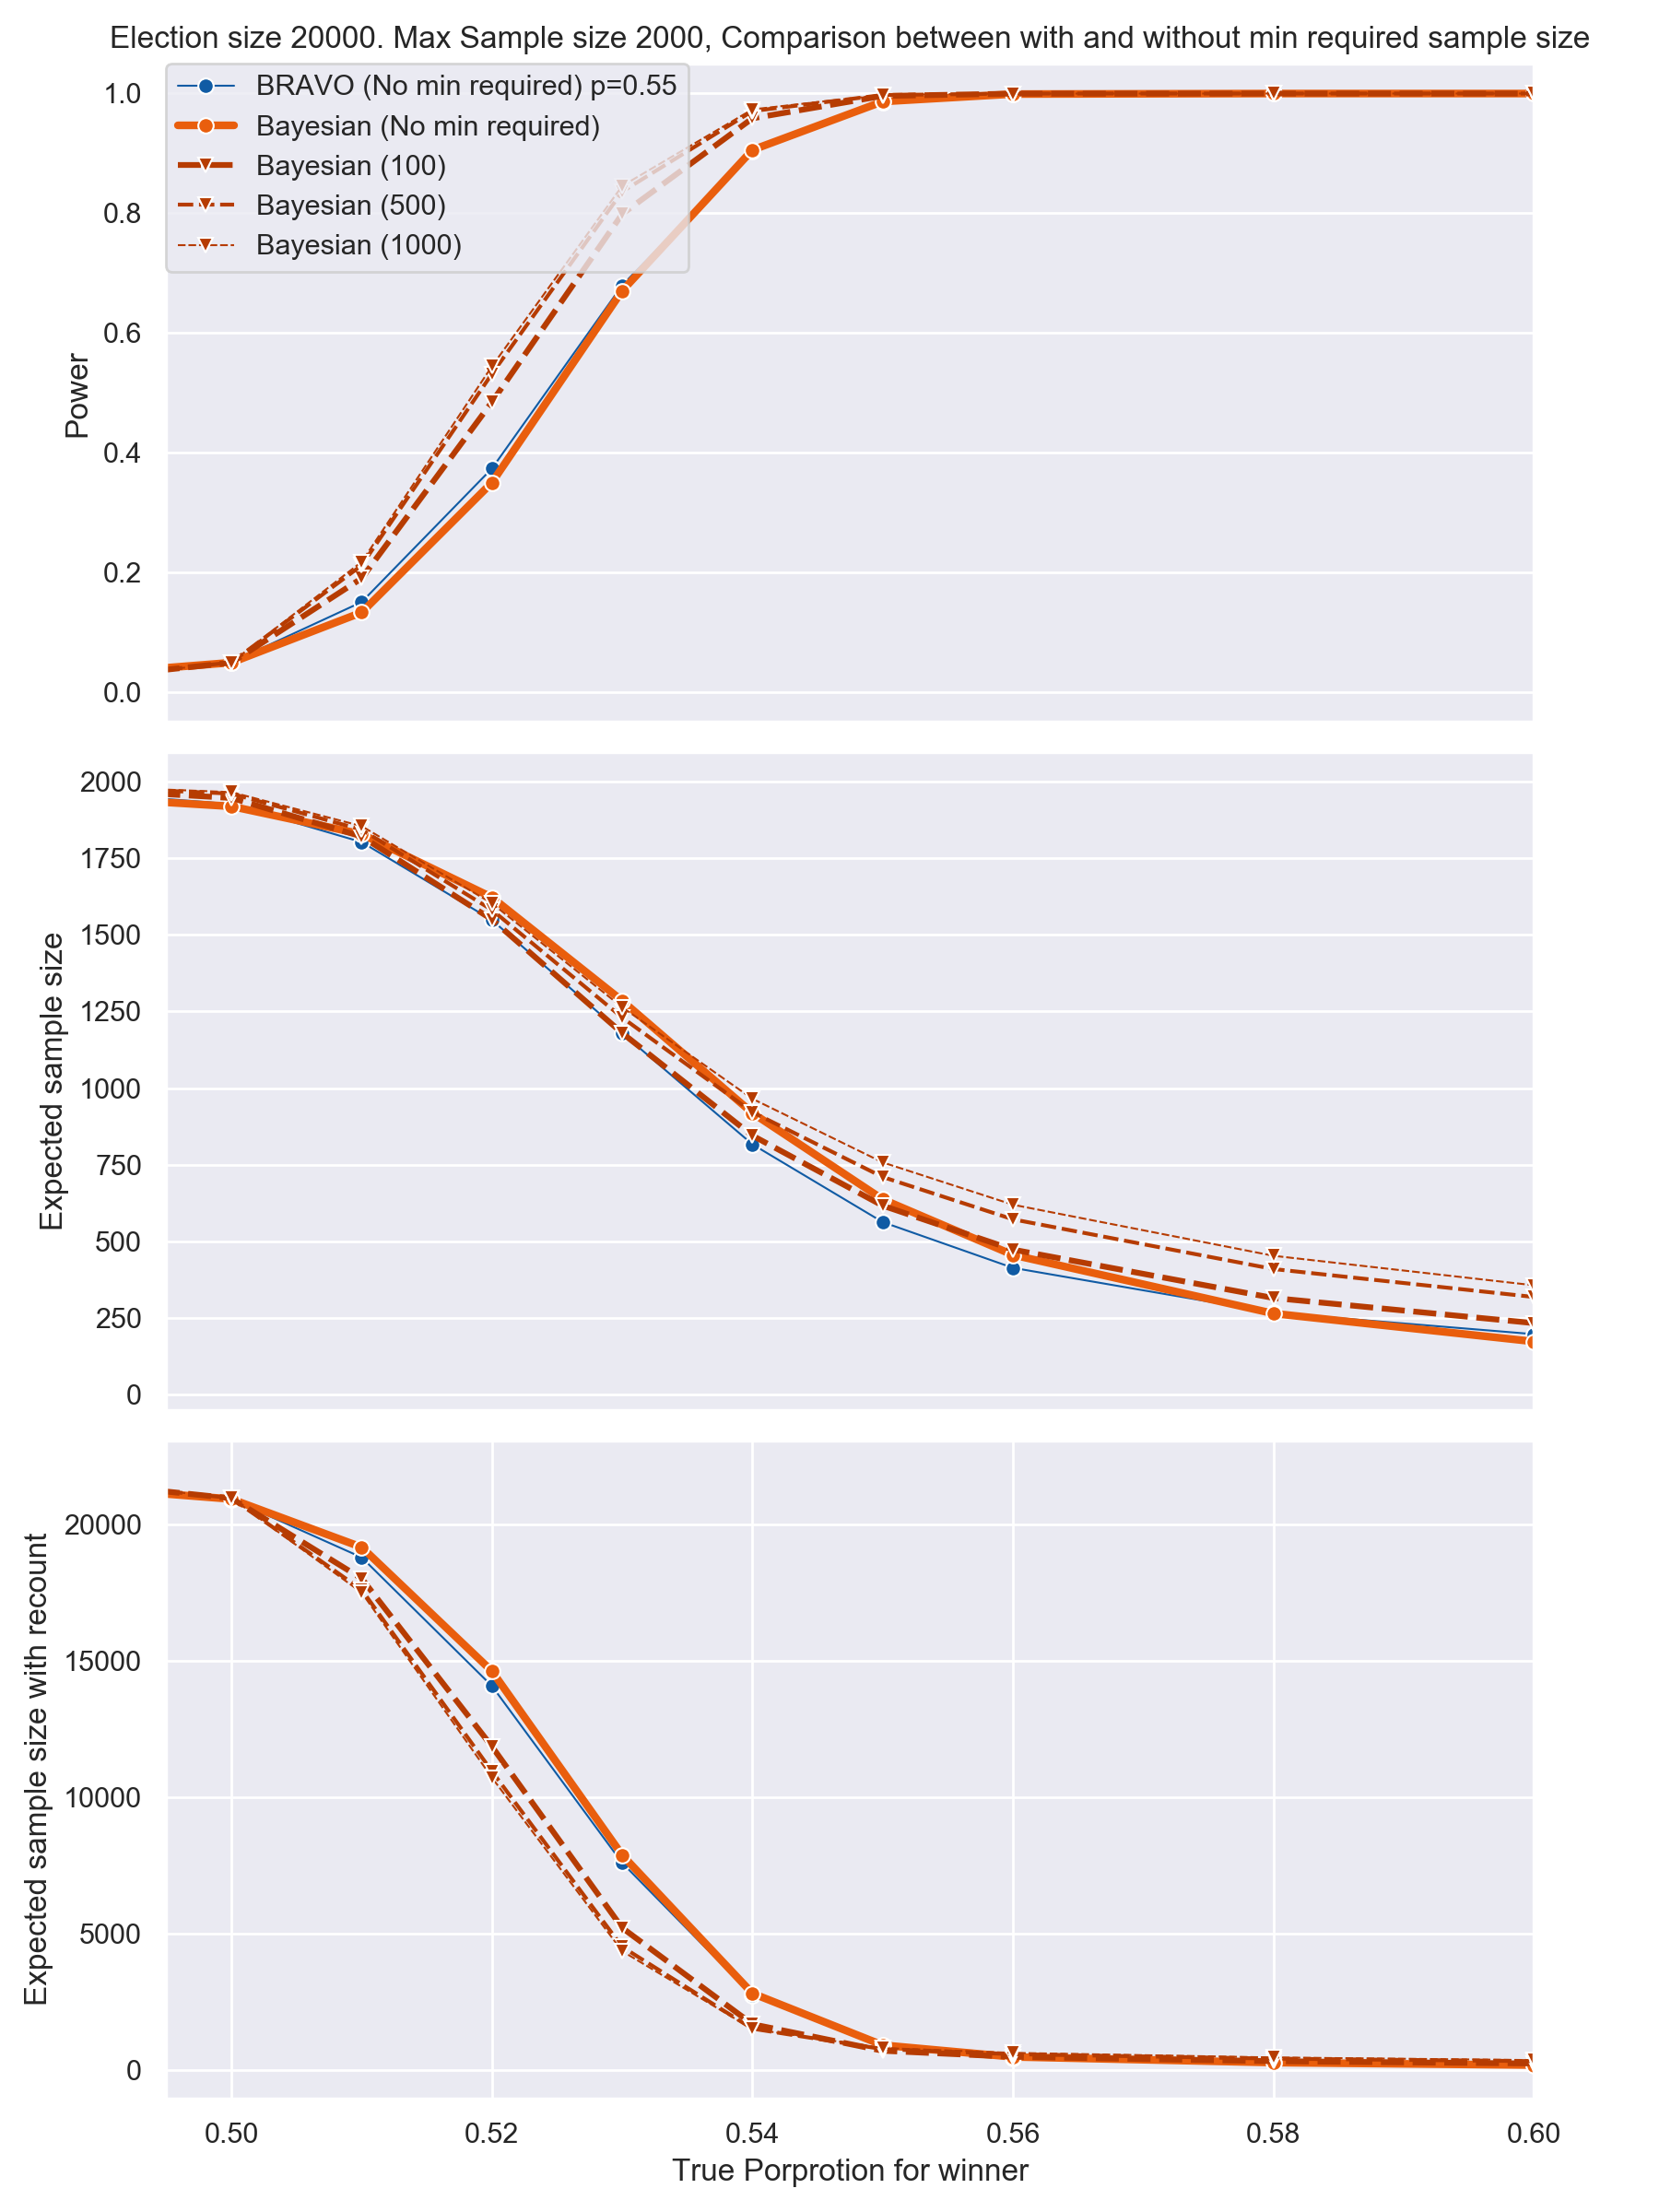 Election size 20000. Max Sample size 2000, Comparison between with and without min required sample size
BRAVO (No min required) p=0.55
Bayesian (No min required)
Bayesian (100)
Bayesian (500)
Bayesian (1000)
Power
1.0
0.8
0.6
0.4
0.2
0.0
Expected sample size
2000
1750
1500
1250
1000
750
500
250
0
Expected sample size with recount
20000
15000
10000
5000
0
0.50 0.52 0.54 0.56 0.58 0.60
True Porprotion for winner